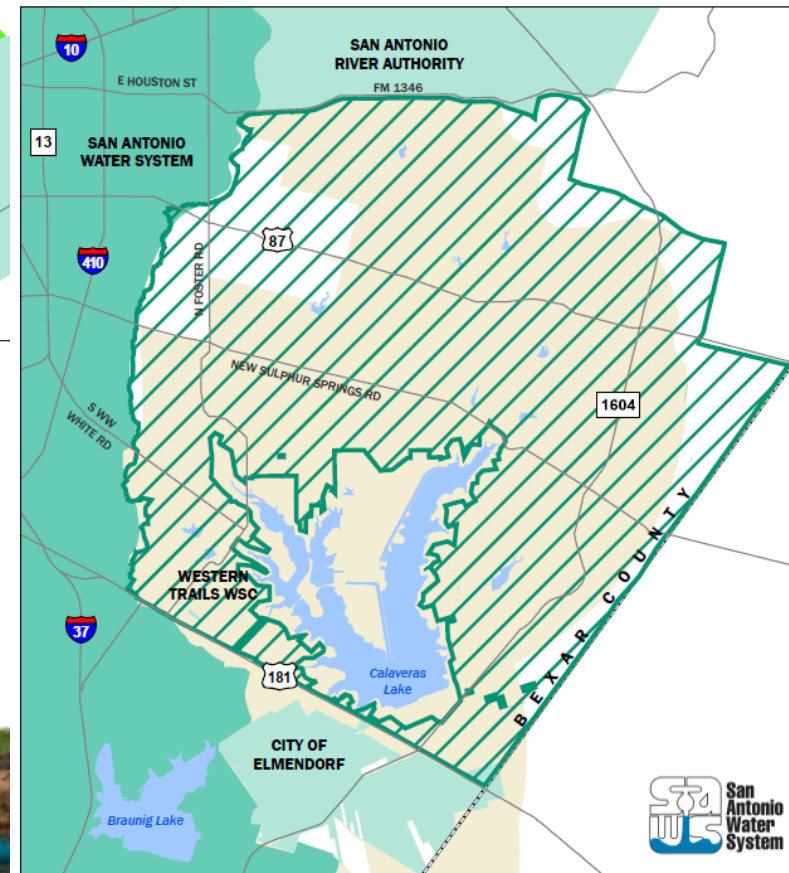 SAN ANTONIO
RIVER AUTHORITY
10
E HOUSTON ST
FM 1346
13
SAN ANTONIO
WATER SYSTEM
87
410
N FOSTER RD
NEW SULPHUR SPRINGS RD
1604
S WW
WHITE RD
WESTERN
TRAILS WSC
37
181
Calaveras
Lake
BEXAR COUNTY
CITY OF
ELMENDORF
Braunig Lake
SAWS
San
Antonio
Water
System